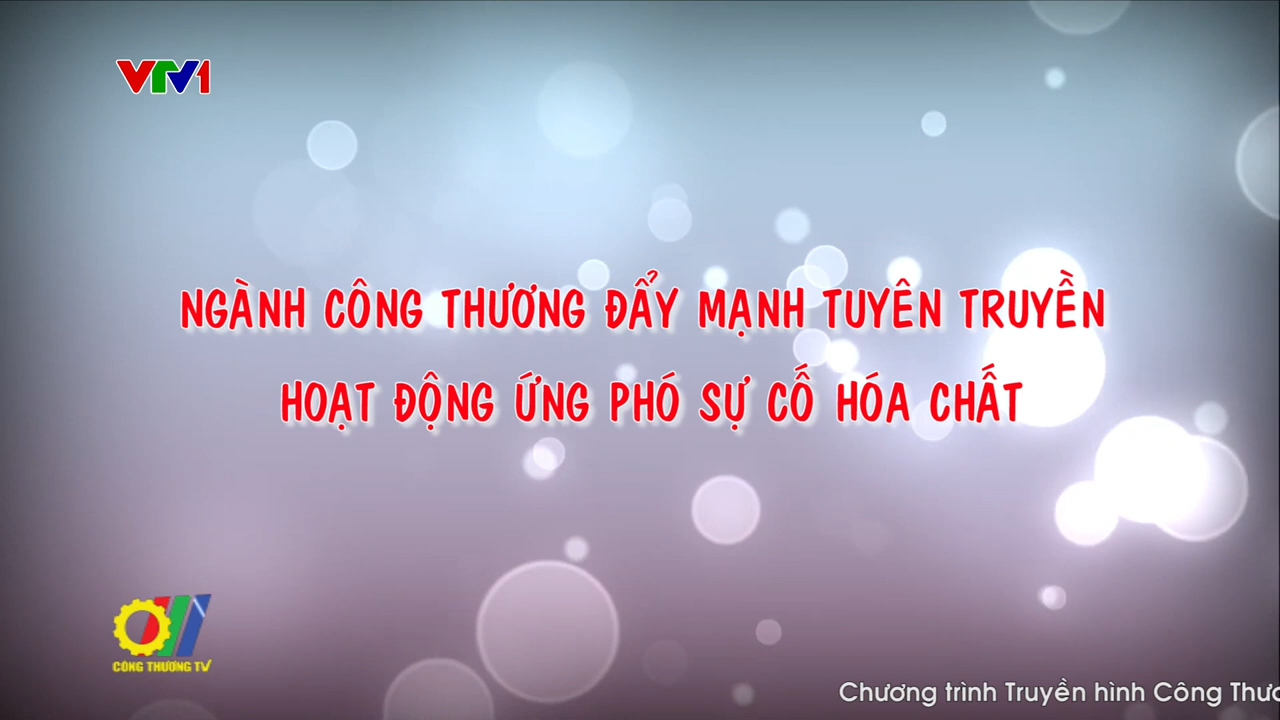 VTV1
NGÀNH CÔNG THƯƠNG ĐẨY MẠNH TUYÊN TRUYỀN
HOẠT ĐỘNG ỨNG PHÓ SỰ CỐ HÓA CHẤT
CÔNG THƯƠNG TV
Chương trình Truyền hình Công Thươ